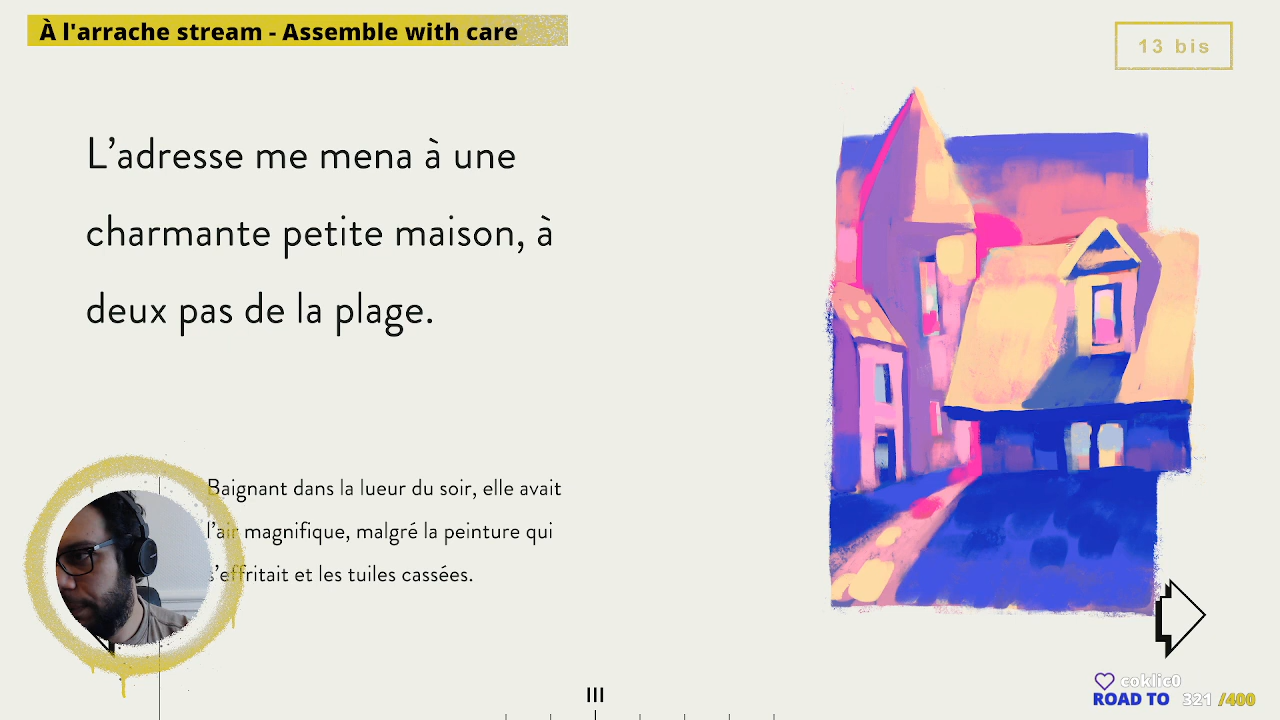 À l'arrache stream - Assemble with care
13 bis
L’adresse me mena à une
charmante petite maison, à
deux pas de la plage.
Baignant dans la lueur du soir, elle avait
l’air magnifique, malgré la peinture qui
s’effritait et les tuiles cassées.
III
coklic0
ROAD TO 321 /400